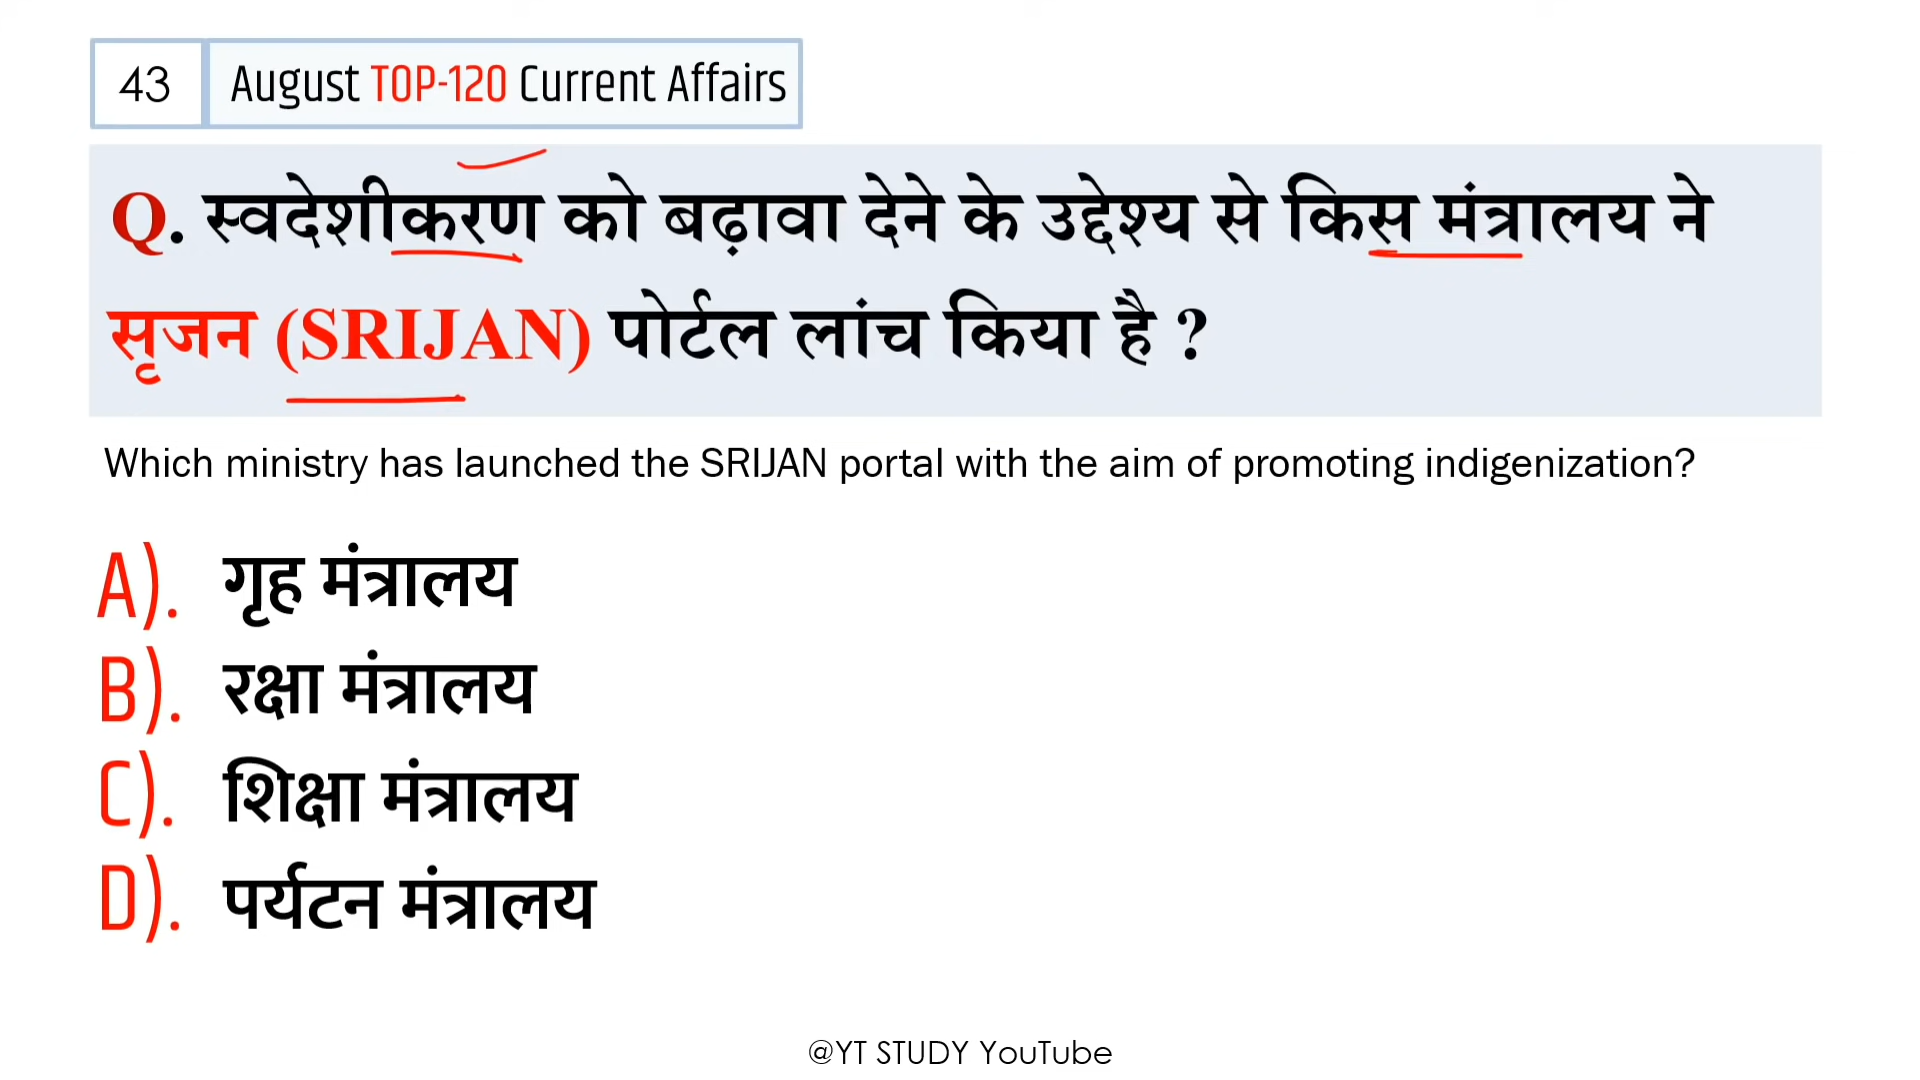 43 August TOP-120 Current Affairs
Q. स्वदेशीकरण को बढ़ावा देने के उद्देश्य से किस मंत्रालय ने
सृजन (SRIJAN) पोर्टल लांच किया है ?
Which ministry has launched the SRIJAN portal with the aim of promoting indigenization?
A). गृह मंत्रालय
B). रक्षा मंत्रालय
C). शिक्षा मंत्रालय
D). पर्यटन मंत्रालय
@YT STUDY YouTube